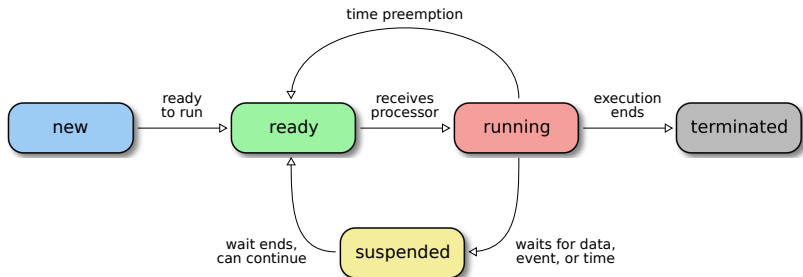 time preemption
ready
to run
receives
processor
execution
ends
new
ready
running
terminated
wait ends,
can continue
suspended
waits for data,
event, or time